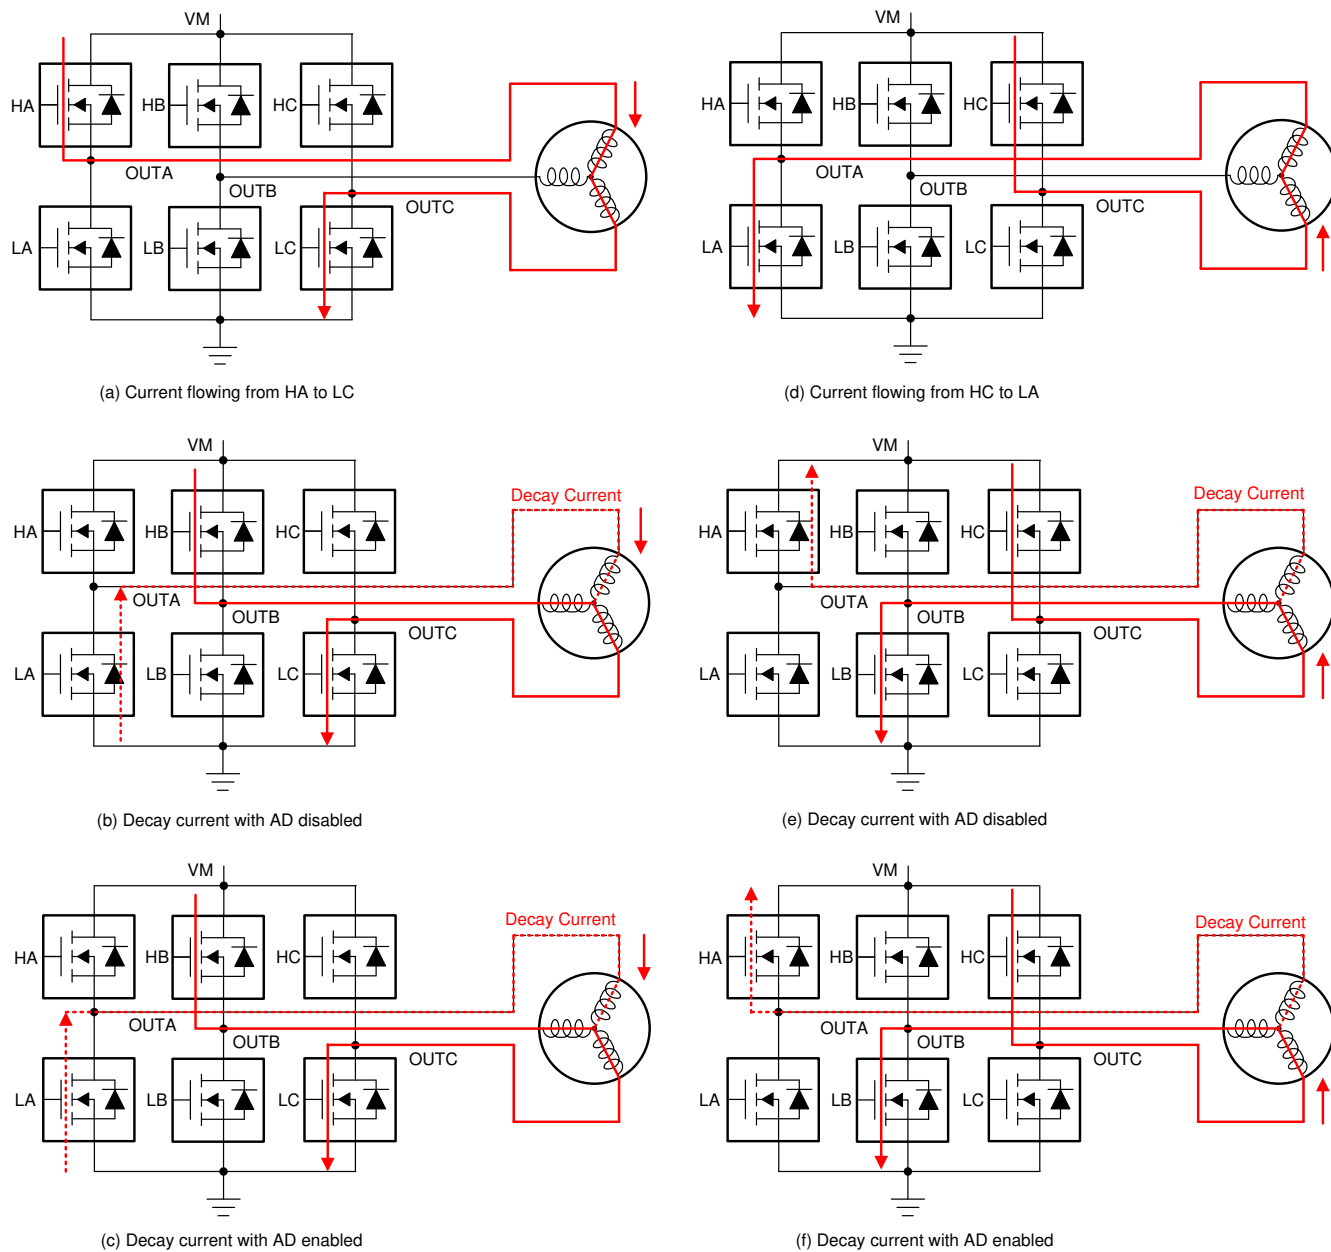 VM
HA
HB
HC
OUTA
OUTB
OUTC
LA
LB
LC
(a) Current flowing from HA to LC
VM
HA
HB
HC
OUTA
OUTB
OUTC
LA
LB
LC
(d) Current flowing from HC to LA
VM
Decay Current
HA
HB
HC
OUTA
OUTB
OUTC
LA
LB
LC
(b) Decay current with AD disabled
VM
Decay Current
HA
HB
HC
OUTA
OUTB
OUTC
LA
LB
LC
(e) Decay current with AD disabled
VM
Decay Current
HA
HB
HC
OUTA
OUTB
OUTC
LA
LB
LC
(c) Decay current with AD enabled
VM
Decay Current
HA
HB
HC
OUTA
OUTB
OUTC
LA
LB
LC
(f) Decay current with AD enabled